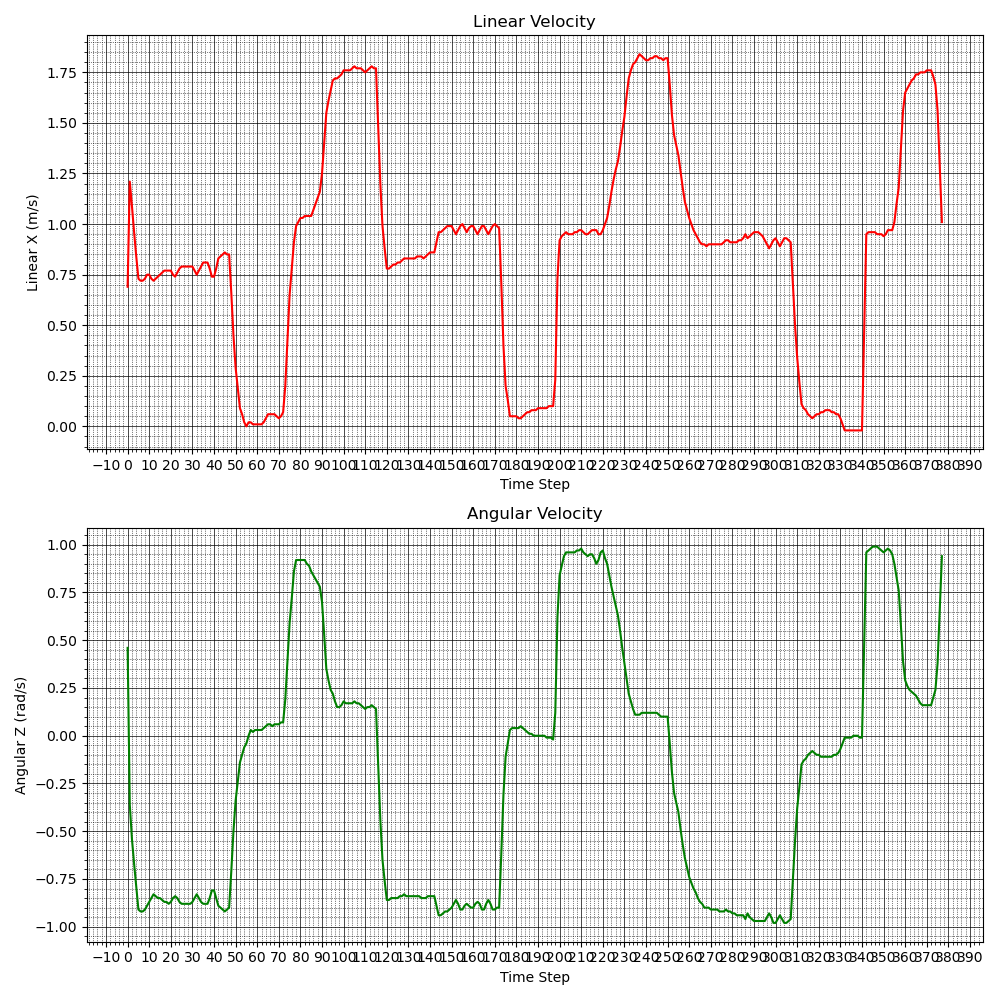 Linear Velocity
Linear X (m/s)
1.75
1.50
1.25
1.00
0.75
0.50
0.25
0.00
−10 0 10 20 30 40 50 60 70 80 90 100 110 120 130 140 150 160 170 180 190 200 210 220 230 240 250 260 270 280 290 300 310 320 330 340 350 360 370 380 390
Time Step
Angular Velocity
Angular Z (rad/s)
1.00
0.75
0.50
0.25
0.00
−0.25
−0.50
−0.75
−1.00
−10 0 10 20 30 40 50 60 70 80 90 100 110 120 130 140 150 160 170 180 190 200 210 220 230 240 250 260 270 280 290 300 310 320 330 340 350 360 370 380 390
Time Step